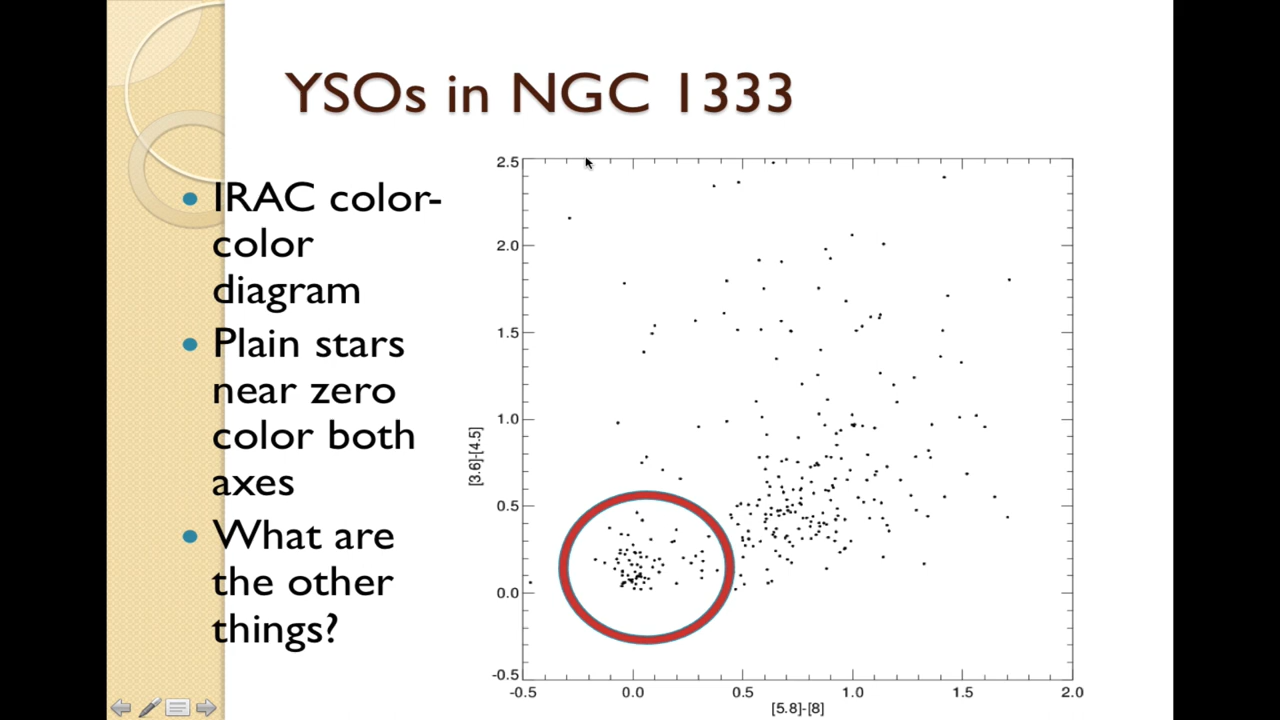 YSOs in NGC 1333
IRAC color-
color
diagram
Plain stars
near zero
color both
axes
What are
the other
things?
2.5
2.0
1.5
1.0
0.5
0.0
-0.5
[3.6]-[4.5]
-0.5 0.0 0.5 1.0 1.5 2.0
[5.8]-[8]